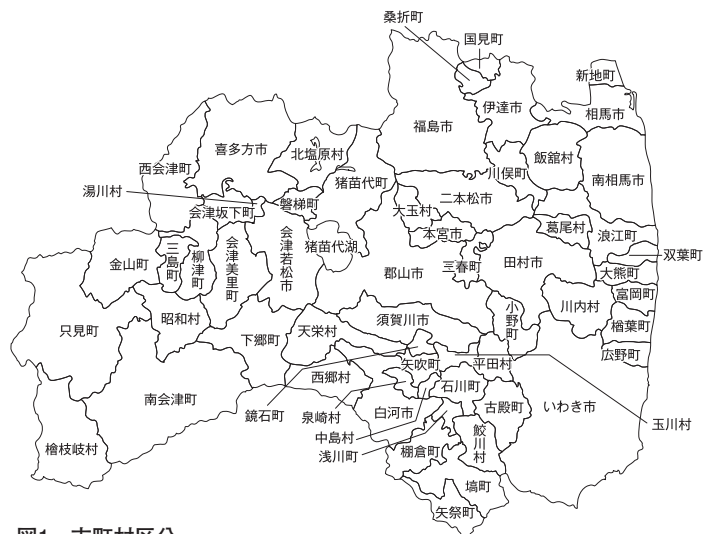 桑折町
国見町
新地町
伊達市
相馬市
福島市
喜多方市
北塩原村
飯舘村
西会津町
猪苗代町
川俣町
南相馬市
湯川村
磐梯町
二本松市
会津坂下町
大玉村
葛尾村
本宮市
浪江町
猪苗代湖
双葉町
三島町
柳津町
会津美里町
会津若松市
金山町
郡山市
三春町
田村市
大熊町
富岡町
川内村
小野町
昭和村
須賀川市
楢葉町
只見町
下郷町
天栄村
広野町
矢吹町
平田村
西郷村
石川町
南会津町
鏡石町
泉崎村
白河市
古殿町
いわき市
中島村
玉川村
浅川町
鮫川村
檜枝岐村
棚倉町
塙町
矢祭町
図1 市町村区分